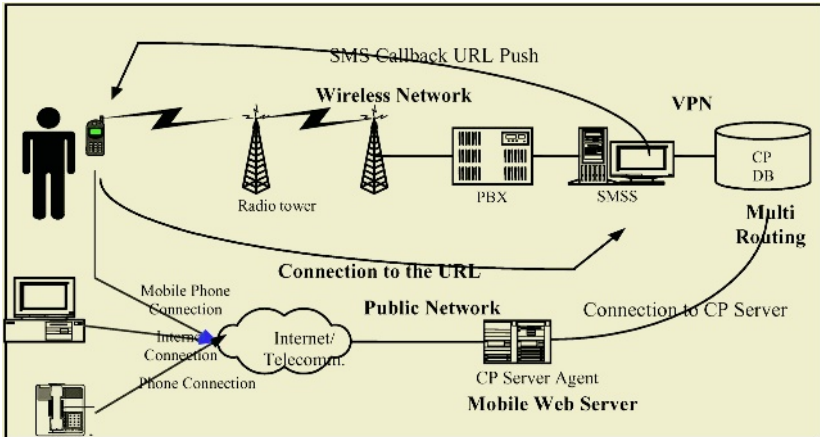 SMS Callback URL Push
Wireless Network
VPN
CP
DB
Radio tower
PBX
SMSS
Multi
Routing
Connection to the URL
Mobile Phone
Connection
Public Network
Connection to CP Server
Internet
Connection
Internet/
Telecomm.
Phone Connection
CP Server Agent
Mobile Web Server